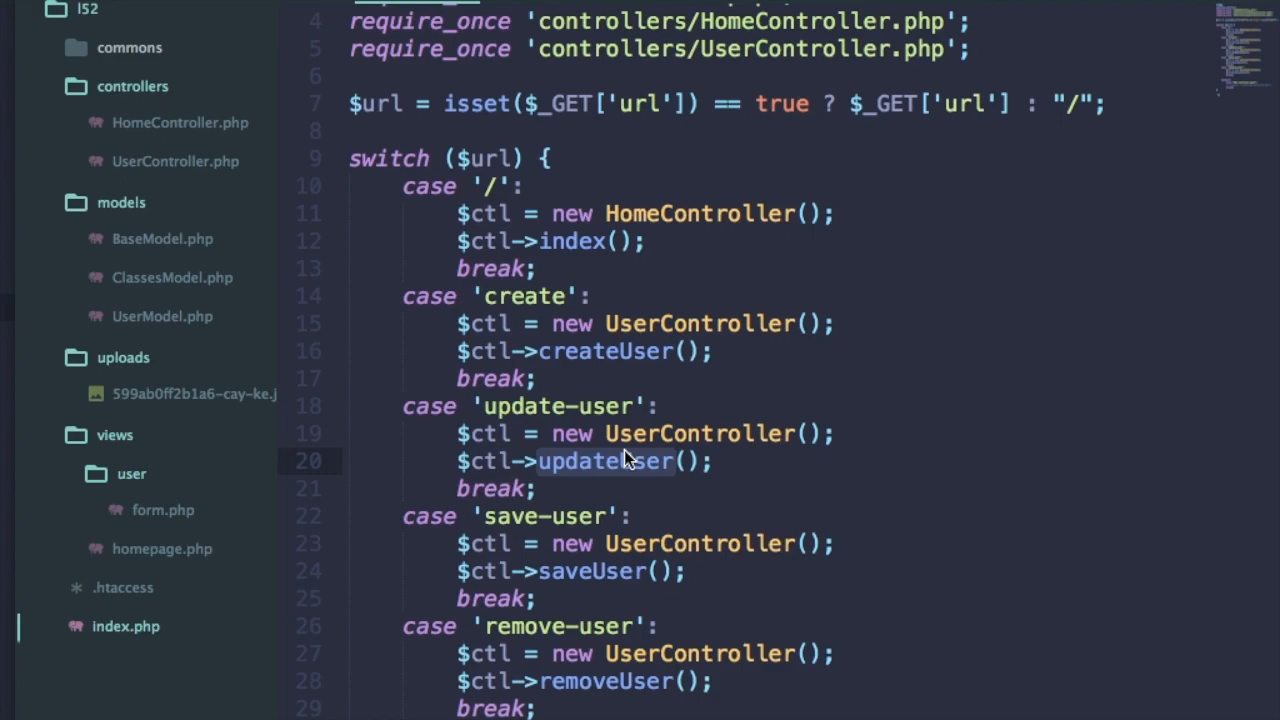 l52
commons
controllers
HomeController.php
UserController.php
models
BaseModel.php
ClassesModel.php
UserModel.php
uploads
599ab0ff2b1a6-cay-ke.j
views
user
form.php
homepage.php
.htaccess
index.php
4 require_once 'controllers/HomeController.php';
5 require_once 'controllers/UserController.php';
6
7 $url = isset($_GET['url']) == true ? $_GET['url'] : "/";
8
9 switch ($url) {
10 case '/':
11 $ctl = new HomeController();
12 $ctl->index();
13 break;
14 case 'create':
15 $ctl = new UserController();
16 $ctl->createUser();
17 break;
18 case 'update-user':
19 $ctl = new UserController();
20 $ctl->updateUser();
21 break;
22 case 'save-user':
23 $ctl = new UserController();
24 $ctl->saveUser();
25 break;
26 case 'remove-user':
27 $ctl = new UserController();
28 $ctl->removeUser();
29 break;